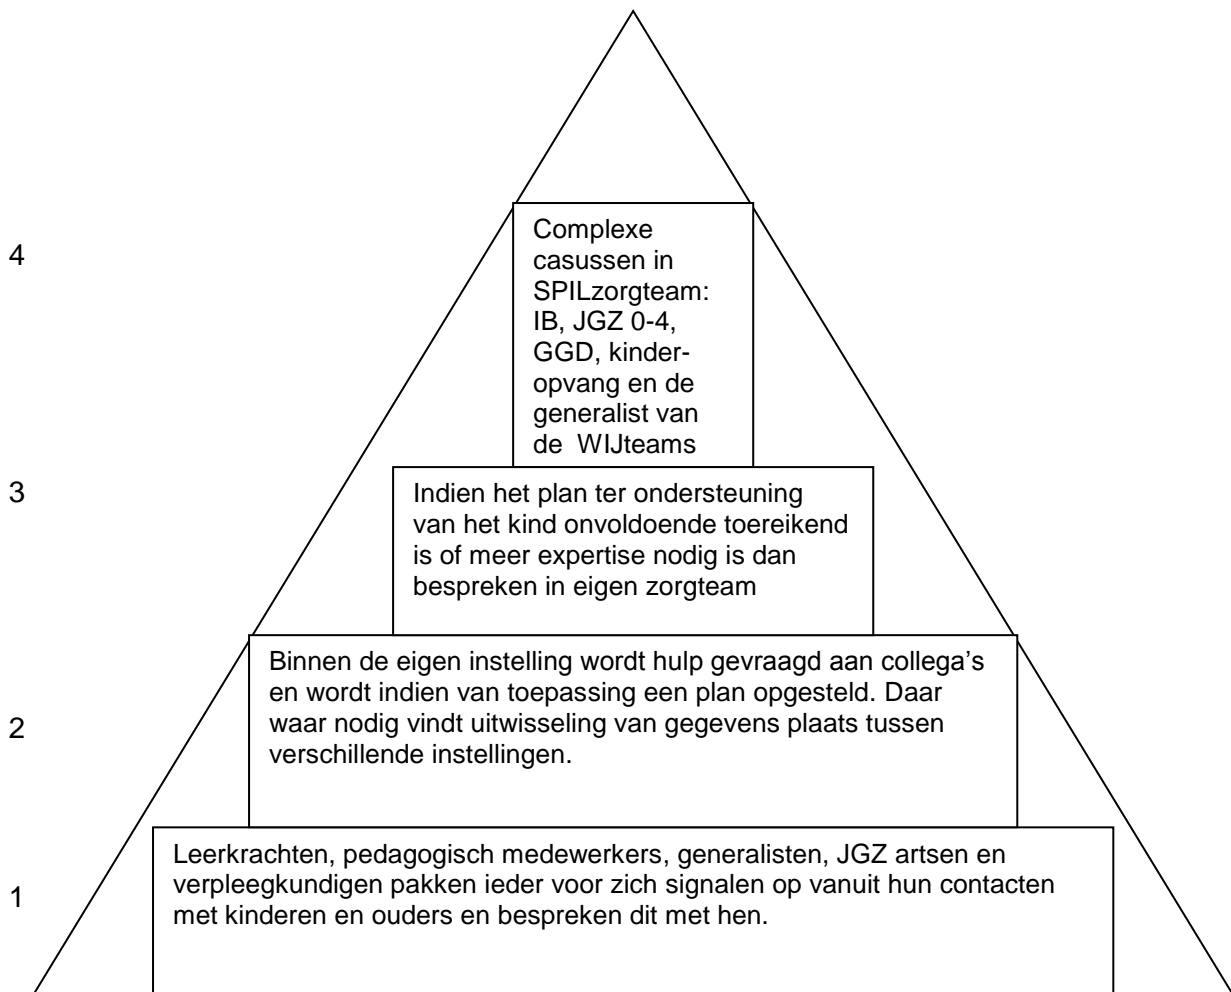 4
Complexe
casussen in
SPILzorgteam:
IB, JGZ 0-4,
GGD, kinder-
opvang en de
generalist van
de  WIJteams
3
Indien het plan ter ondersteuning
van het kind onvoldoende toereikend
is of meer expertise nodig is dan
bespreken in eigen zorgteam
2
Binnen de eigen instelling wordt hulp gevraagd aan collega's
en wordt indien van toepassing een plan opgesteld. Daar
waar nodig vindt uitwisseling van gegevens plaats tussen
verschillende instellingen.
1
Leerkrachten, pedagogisch medewerkers, generalisten, JGZ artsen en
verpleegkundigen pakken ieder voor zich signalen op vanuit hun contacten
met kinderen en ouders en bespreken dit met hen.